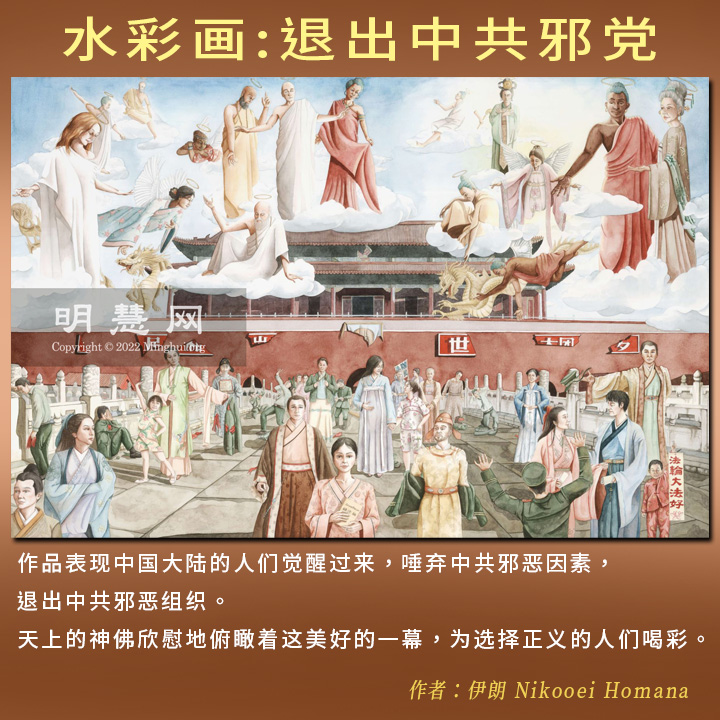 水彩画:退出中共邪党
明慧网
Copyright © 2022 Minghui.org
世
大团
法輪大法好
作品表现中国大陆的人们觉醒过来，唾弃中共邪恶因素，
退出中共邪恶组织。
天上的神佛欣慰地俯瞰着这美好的一幕，为选择正义的人们喝彩。
作者：伊朗 Nikooei Homana